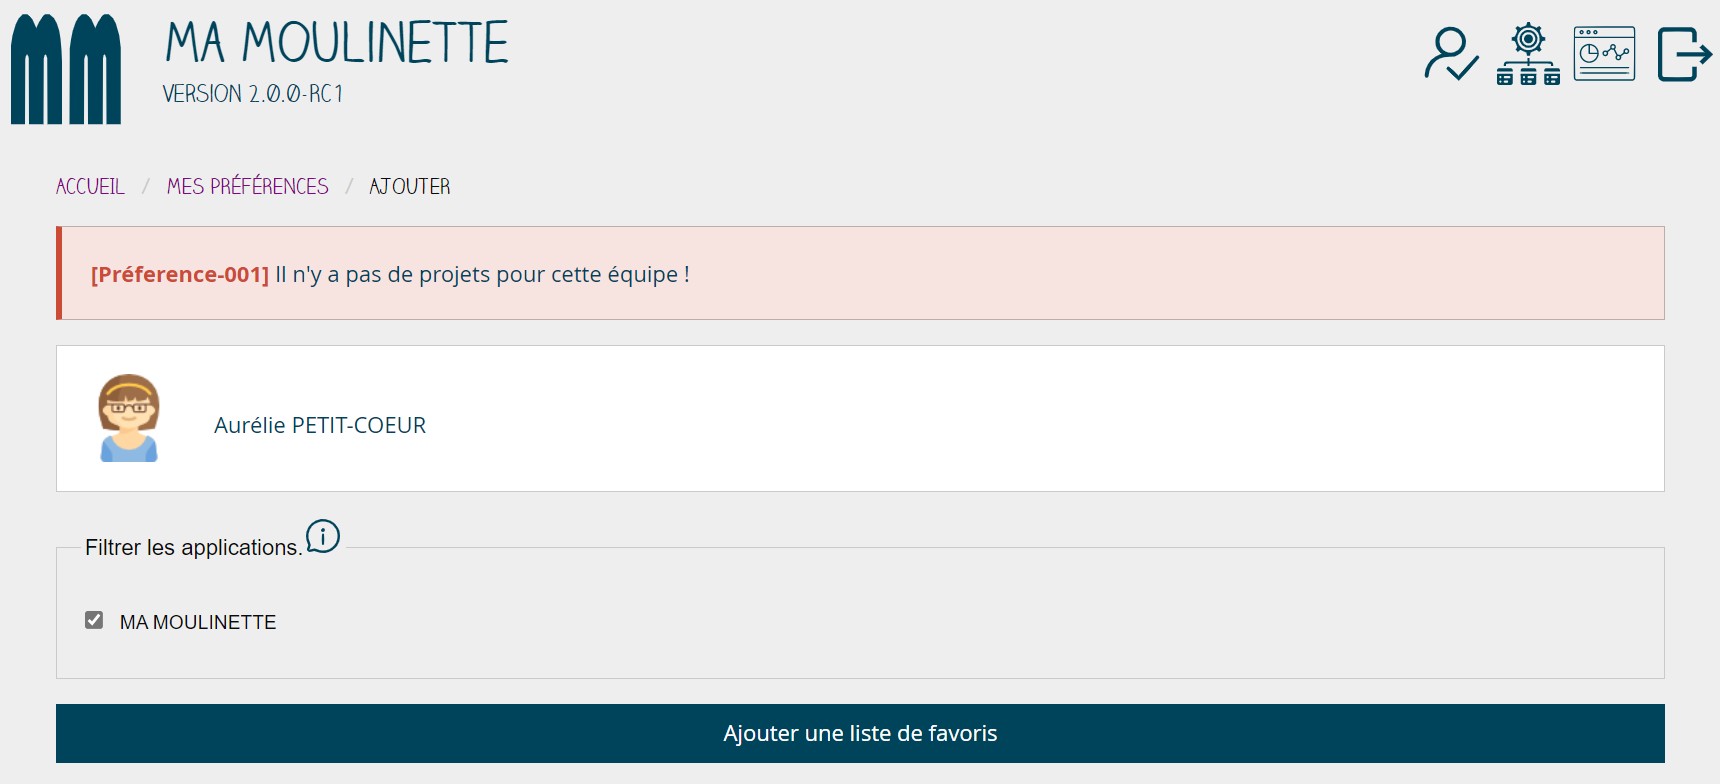 MA MOULINETTE
VERSION 2.0.0-RC1
ACCUEIL / MES PRÉFÉRENCES / AJOUTER
[Préference-001] Il n'y a pas de projets pour cette équipe !
Aurélie PETIT-COEUR
Filtrer les applications.
MA MOULINETTE
Ajouter une liste de favoris